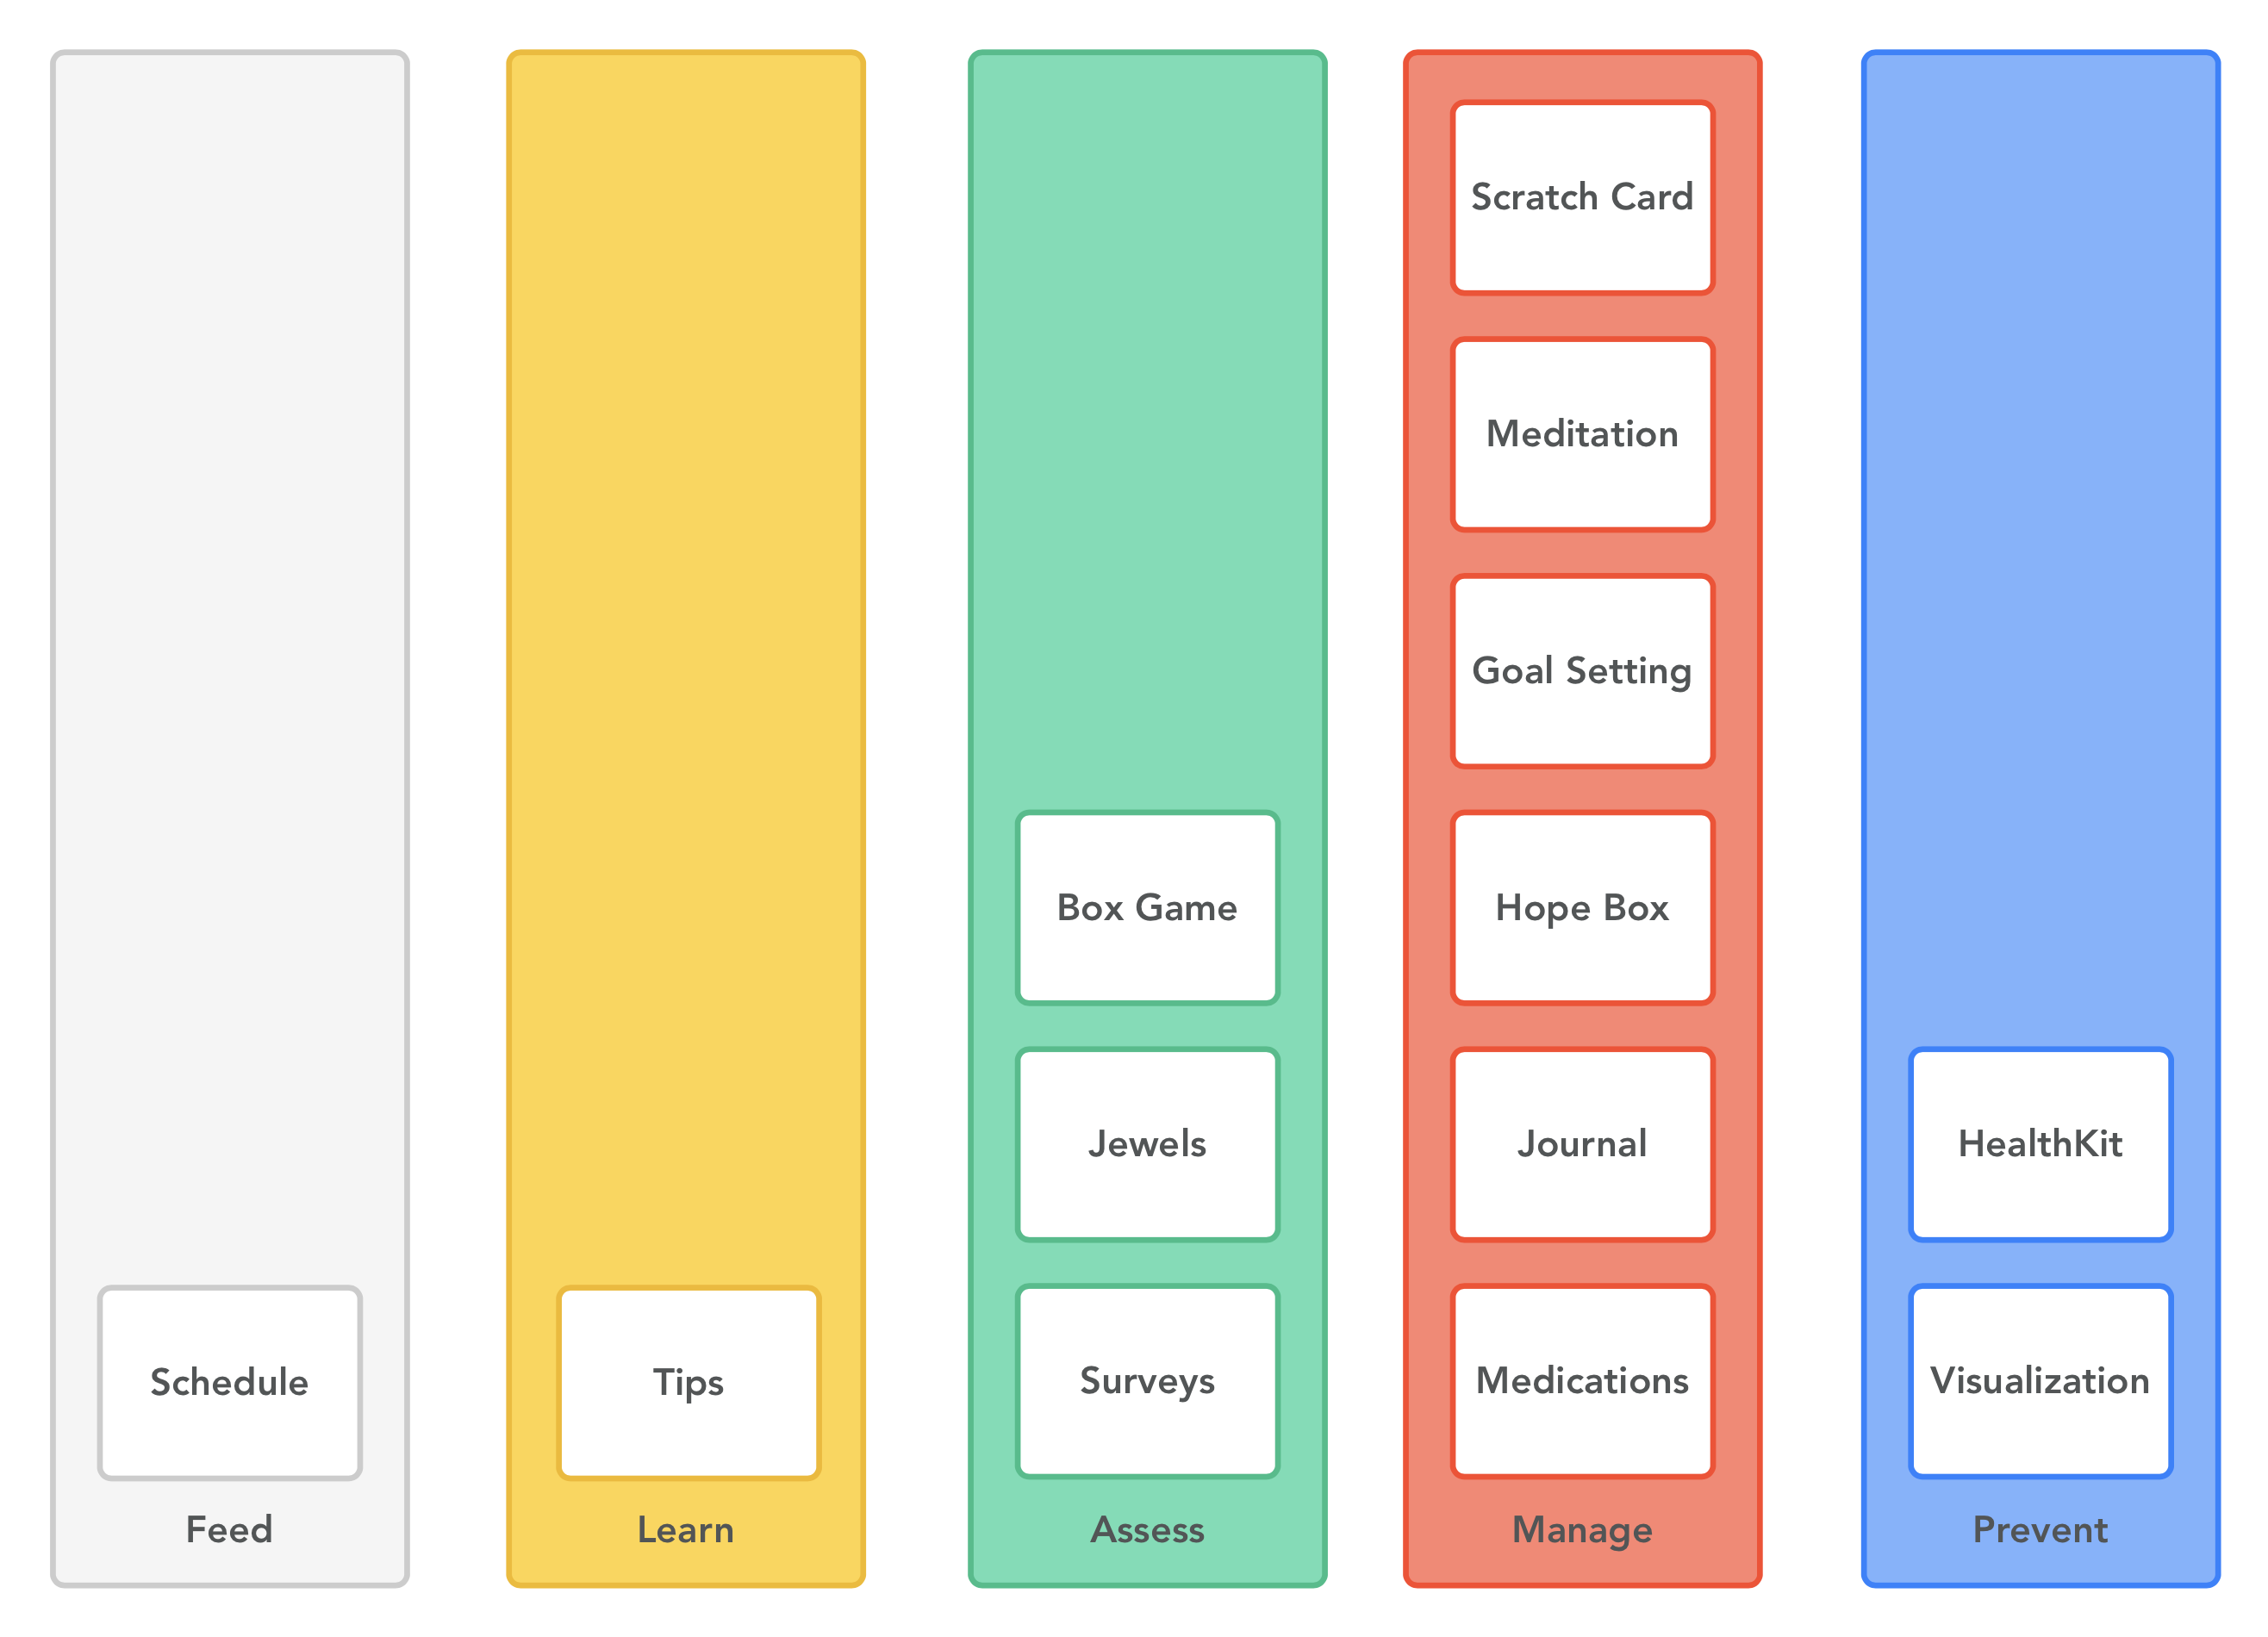 Schedule
Feed
Tips
Learn
Box Game
Jewels
Surveys
Assess
Scratch Card
Meditation
Goal Setting
Hope Box
Journal
Medications
Manage
HealthKit
Visualization
Prevent